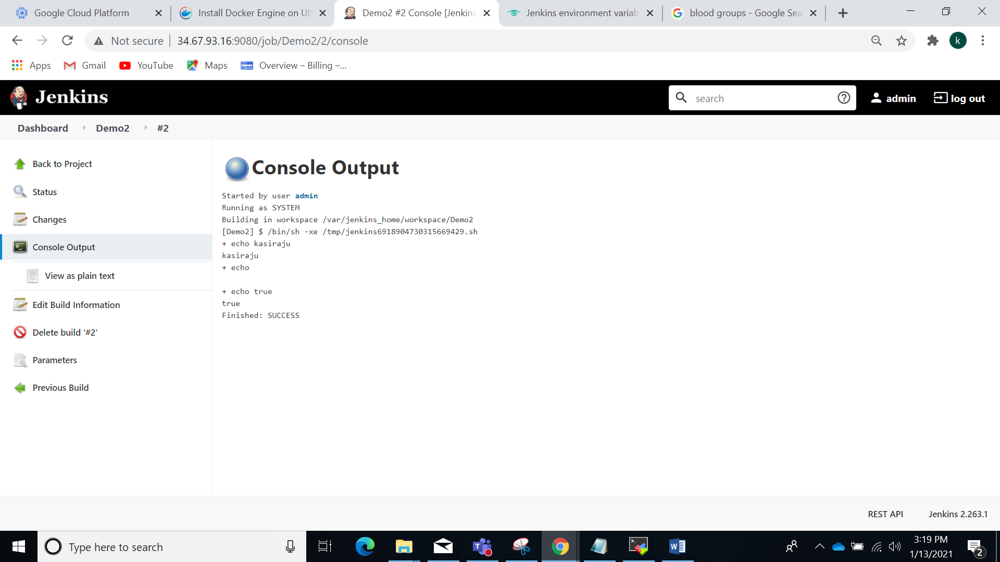 Google Cloud Platform
Install Docker Engine on Ub
Demo2 #2 Console [Jenkins
Jenkins environment variab
blood groups - Google Sea
Not secure
34.67.93.16:9080/job/Demo2/2/console
k
Apps
Gmail
YouTube
Maps
Overview – Billing –...
Jenkins
search
admin
log out
Dashboard
Demo2
#2
Back to Project
Status
Changes
Console Output
View as plain text
Edit Build Information
Delete build ‘#2’
Parameters
Previous Build
Console Output
Started by user admin
Running as SYSTEM
Building in workspace /var/jenkins_home/workspace/Demo2
[Demo2] $ /bin/sh -xe /tmp/jenkins6918904730315669429.sh
+ echo kasiraju
kasiraju
+ echo
+ echo true
true
Finished: SUCCESS
REST API
Jenkins 2.263.1
Type here to search
3:19 PM
1/13/2021
2